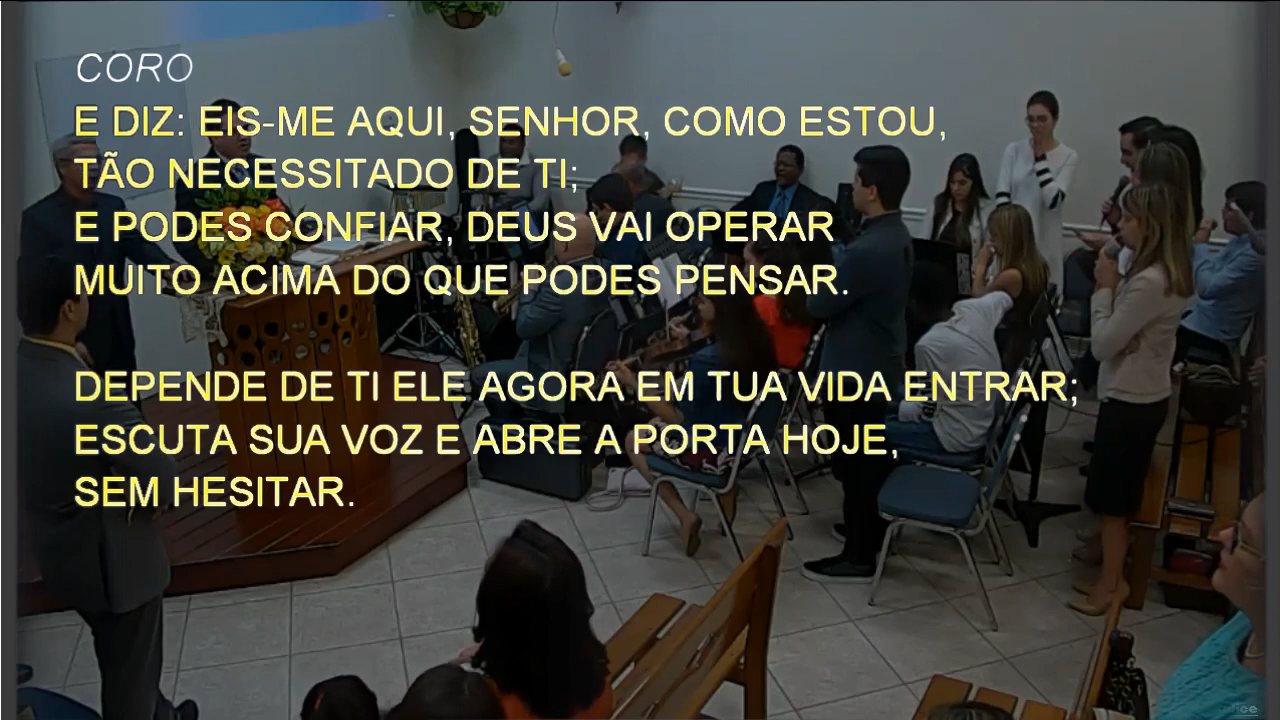 CORO
E DIZ: EIS-ME AQUI, SENHOR, COMO ESTOU,
TÃO NECESSITADO DE TI;
E PODES CONFIAR, DEUS VAI OPERAR
MUITO ACIMA DO QUE PODES PENSAR.
DEPENDE DE TI ELE AGORA EM TUA VIDA ENTRAR;
ESCUTA SUA VOZ E ABRE A PORTA HOJE,
SEM HESITAR.